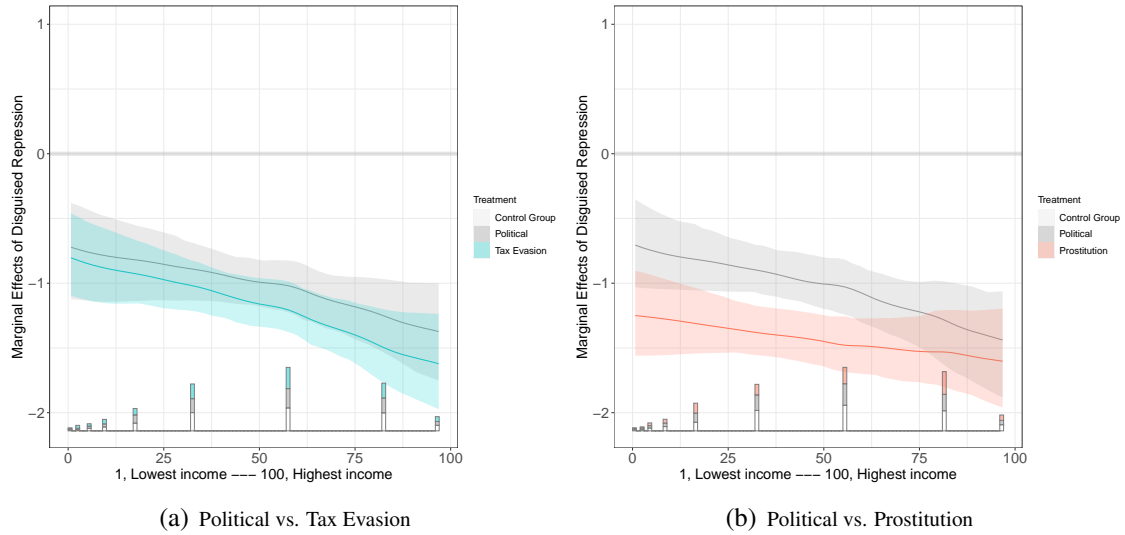 Marginal Effects of Disguised Repression
1
0
−1
−2
0
25
50
75
100
1, Lowest income −−− 100, Highest income
Treatment
Control Group
Political
Tax Evasion
(a) Political vs. Tax Evasion
Marginal Effects of Disguised Repression
1
0
−1
−2
0
25
50
75
100
1, Lowest income −−− 100, Highest income
Treatment
Control Group
Political
Prostitution
(b) Political vs. Prostitution